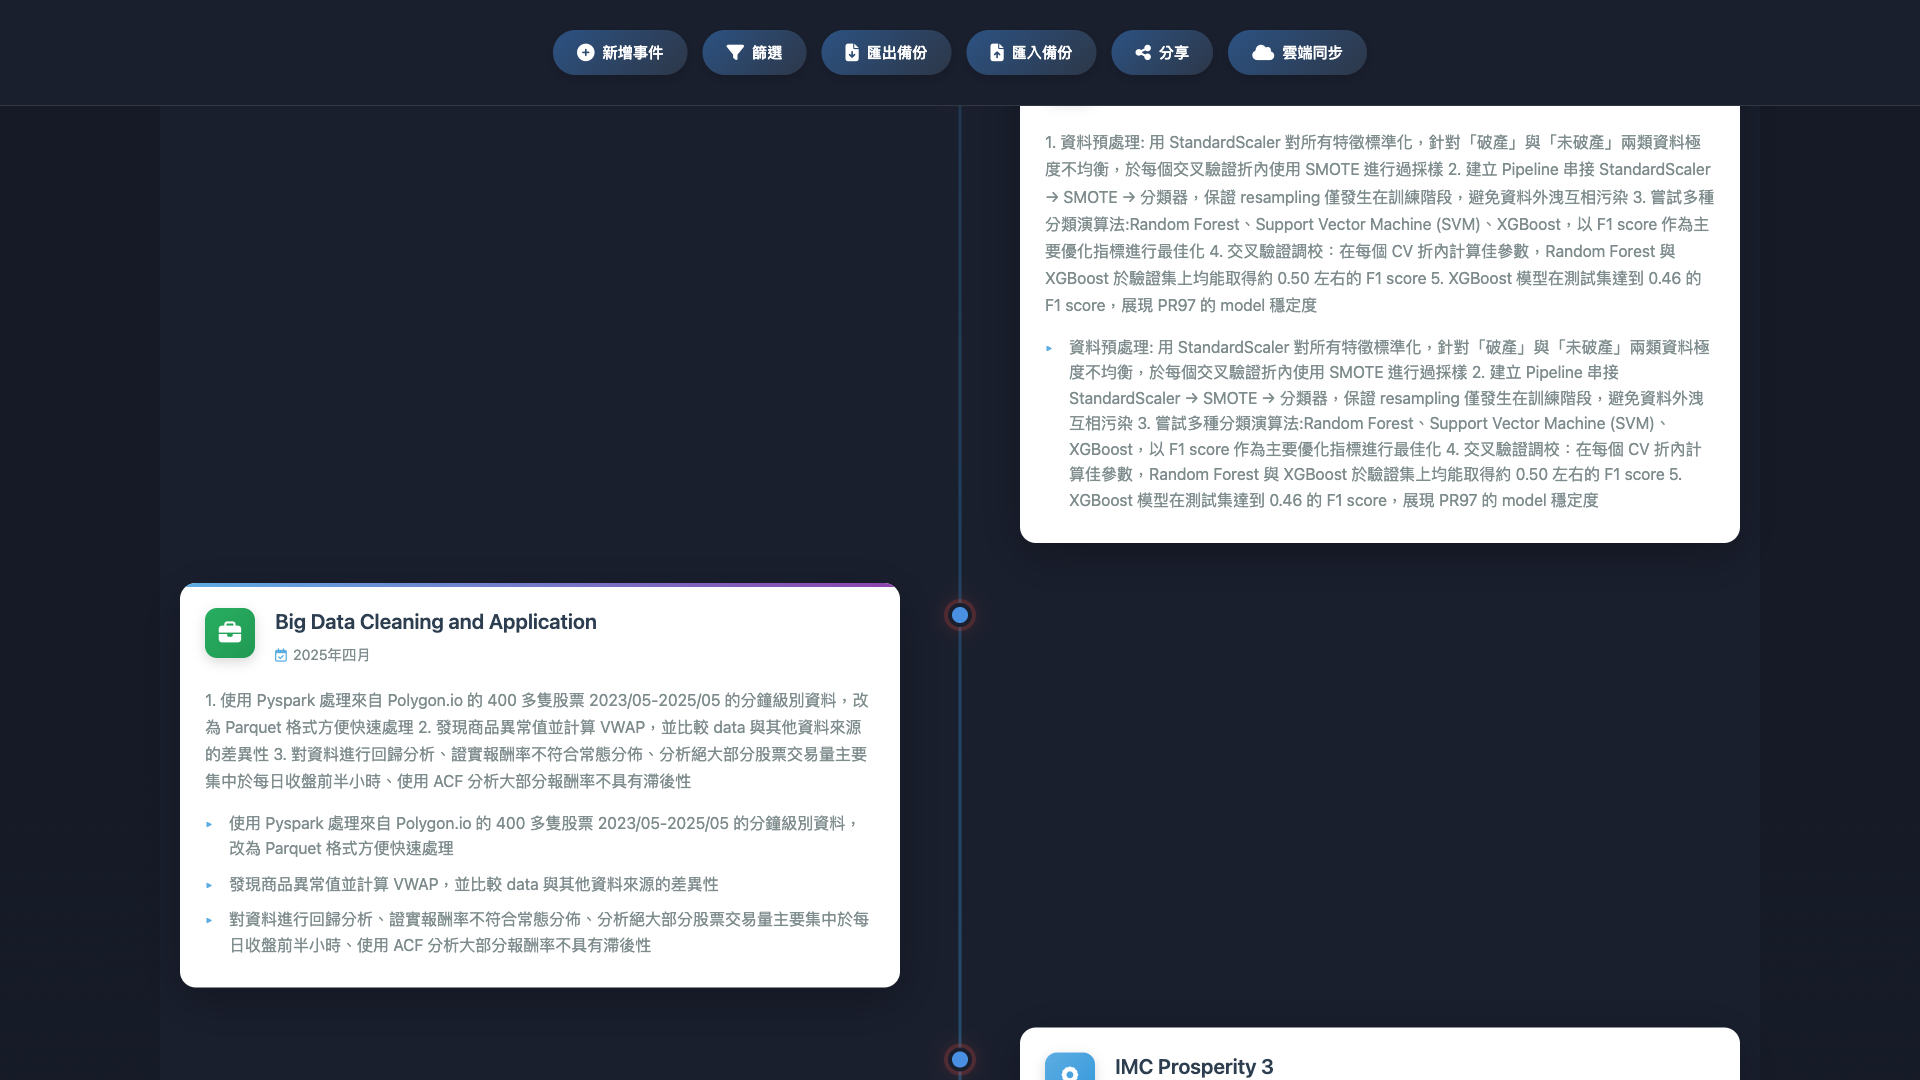 新增事件
篩選
匯出備份
匯入備份
分享
雲端同步
1. 資料預處理: 用 StandardScaler 對所有特徵標準化，針對「破產」與「未破產」兩類資料極
度不均衡，於每個交叉驗證折內使用 SMOTE 進行過採樣 2. 建立 Pipeline 串接 StandardScaler
→ SMOTE → 分類器，保證 resampling 僅發生在訓練階段，避免資料外洩互相污染 3. 嘗試多種
分類演算法:Random Forest、Support Vector Machine (SVM)、XGBoost，以 F1 score 作為主
要優化指標進行最佳化 4. 交叉驗證調校：在每個 CV 折內計算佳參數，Random Forest 與
XGBoost 於驗證集上均能取得約 0.50 左右的 F1 score 5. XGBoost 模型在測試集達到 0.46 的
F1 score，展現 PR97 的 model 穩定度
資料預處理: 用 StandardScaler 對所有特徵標準化，針對「破產」與「未破產」兩類資料極
度不均衡，於每個交叉驗證折內使用 SMOTE 進行過採樣 2. 建立 Pipeline 串接
StandardScaler → SMOTE → 分類器，保證 resampling 僅發生在訓練階段，避免資料外洩
互相污染 3. 嘗試多種分類演算法:Random Forest、Support Vector Machine (SVM)、
XGBoost，以 F1 score 作為主要優化指標進行最佳化 4. 交叉驗證調校：在每個 CV 折內計
算佳參數，Random Forest 與 XGBoost 於驗證集上均能取得約 0.50 左右的 F1 score 5.
XGBoost 模型在測試集達到 0.46 的 F1 score，展現 PR97 的 model 穩定度
Big Data Cleaning and Application
2025年四月
1. 使用 Pyspark 處理來自 Polygon.io 的 400 多隻股票 2023/05-2025/05 的分鐘級別資料，改
為 Parquet 格式方便快速處理 2. 發現商品異常值並計算 VWAP，並比較 data 與其他資料來源
的差異性 3. 對資料進行回歸分析、證實報酬率不符合常態分佈、分析絕大部分股票交易量主要
集中於每日收盤前半小時、使用 ACF 分析大部分報酬率不具有滯後性
使用 Pyspark 處理來自 Polygon.io 的 400 多隻股票 2023/05-2025/05 的分鐘級別資料，
改為 Parquet 格式方便快速處理
發現商品異常值並計算 VWAP，並比較 data 與其他資料來源的差異性
對資料進行回歸分析、證實報酬率不符合常態分佈、分析絕大部分股票交易量主要集中於每
日收盤前半小時、使用 ACF 分析大部分報酬率不具有滯後性
IMC Prosperity 3